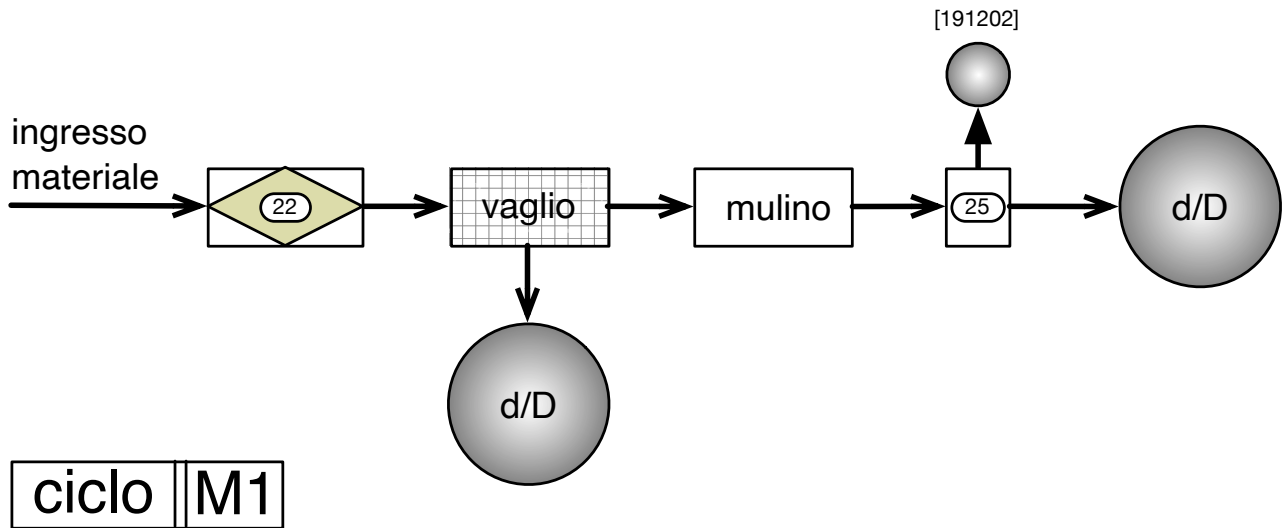 [191202]
ingresso
materiale
22
vaglio
mulino
25
d/D
d/D
ciclo M1